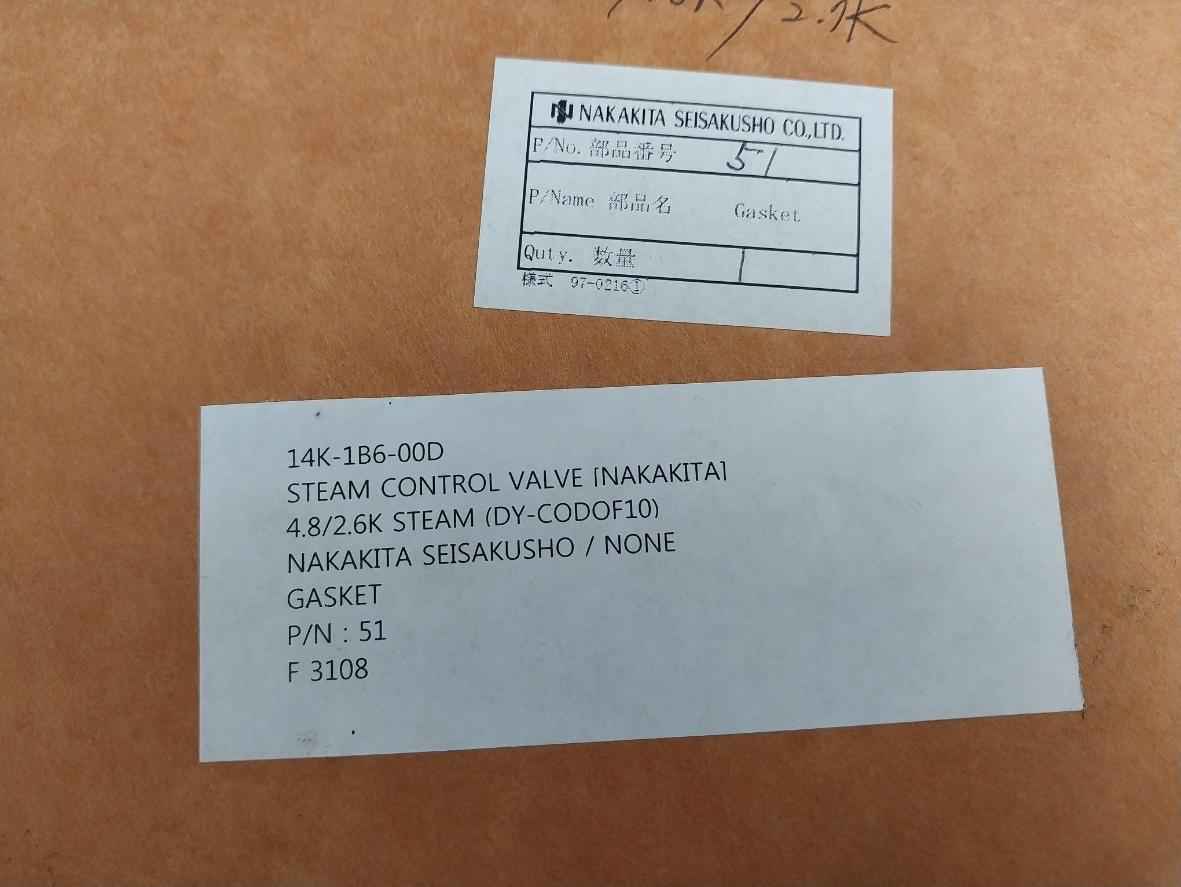 2.1K
NAKAKITA SEISAKUSHO CO.,LTD.
P/No. 部品番号 51
P/Name 部品名 Gasket
Quty. 数量 1
様式 97-0216①
14K-1B6-00D
STEAM CONTROL VALVE [NAKAKITA]
4.8/2.6K STEAM (DY-CODOF10)
NAKAKITA SEISAKUSHO / NONE
GASKET
P/N : 51
F 3108